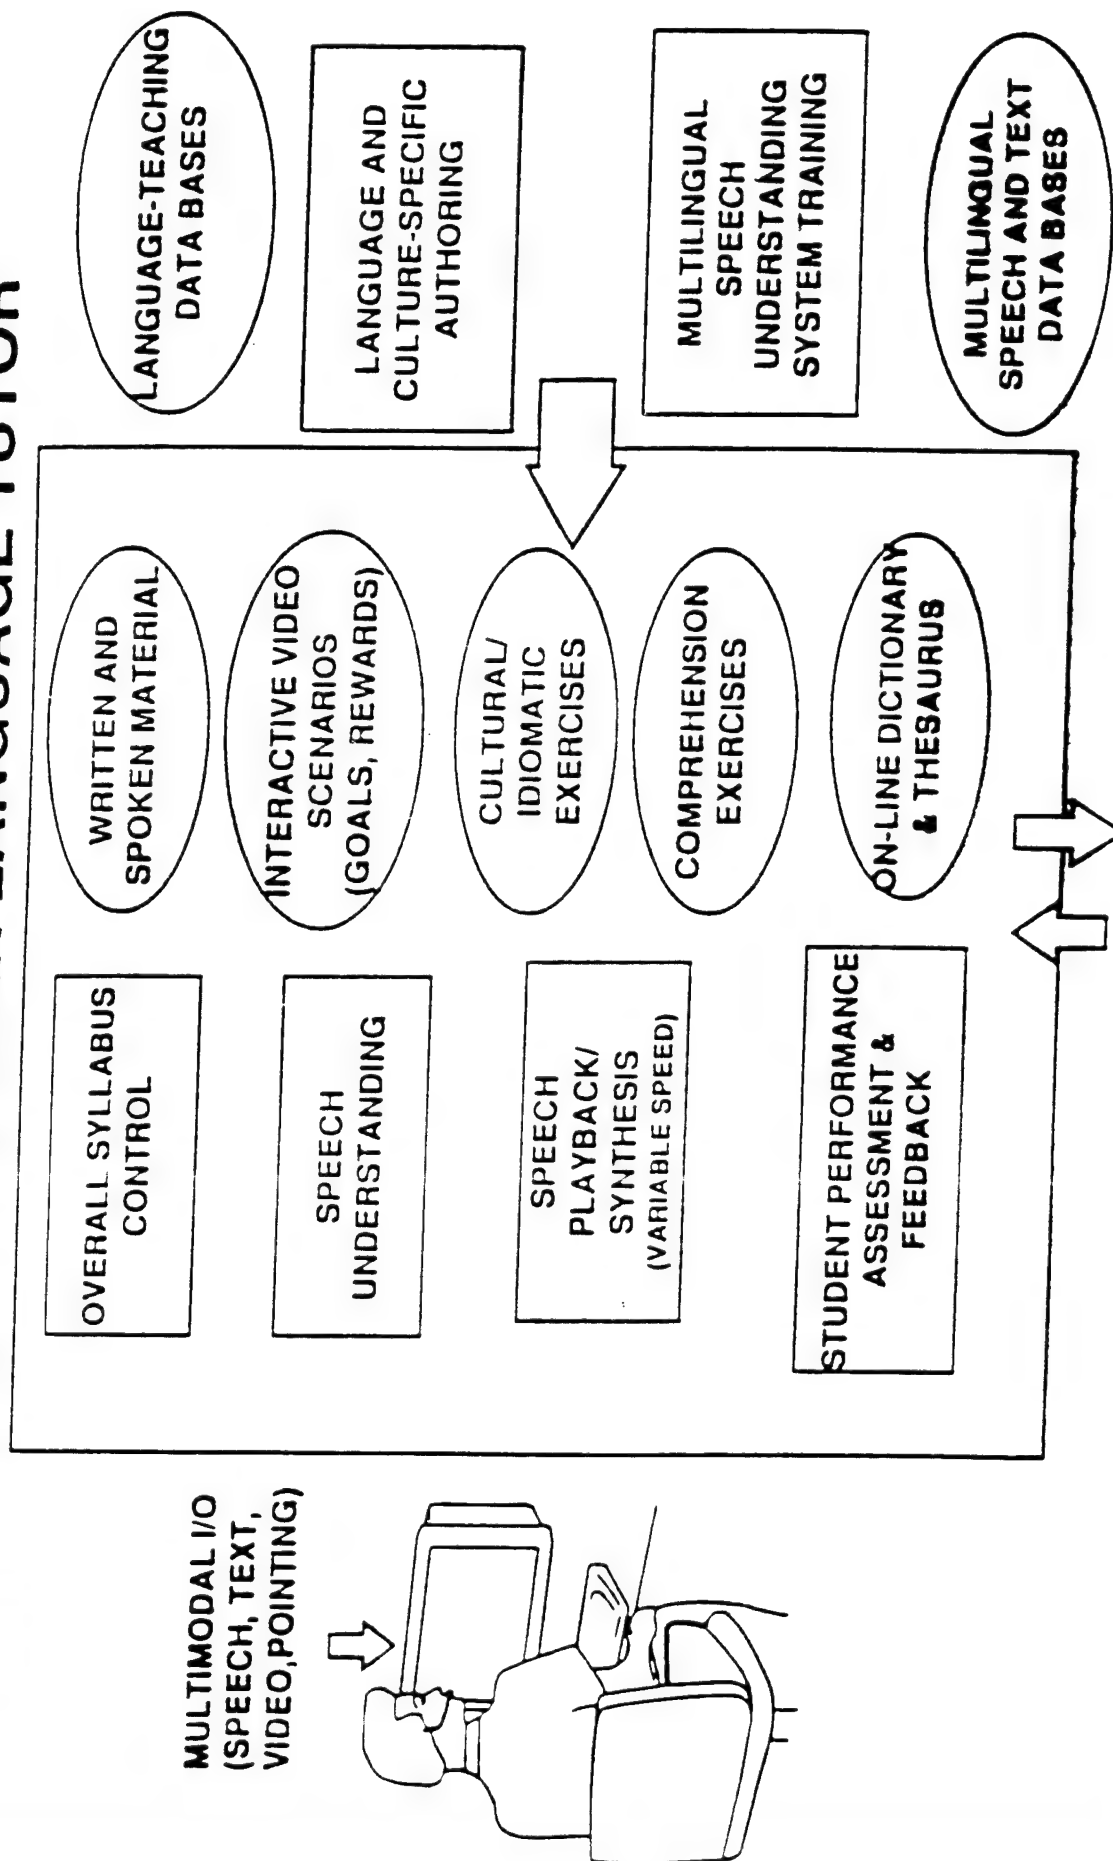 LANGUAGE TUTOR
MULTIMODAL I/O
(SPEECH, TEXT,
VIDEO,POINTING)
OVERALL SYLLABUS
CONTROL
SPEECH
UNDERSTANDING
SPEECH
PLAYBACK/
SYNTHESIS
(VARIABLE SPEED)
STUDENT PERFORMANCE
ASSESSMENT &
FEEDBACK
WRITTEN AND
SPOKEN MATERIAL
INTERACTIVE VIDEO
SCENARIOS
(GOALS, REWARDS)
CULTURAL/
IDIOMATIC
EXERCISES
COMPREHENSION
EXERCISES
ON-LINE DICTIONARY
& THESAURUS
LANGUAGE-TEACHING
DATA BASES
LANGUAGE AND
CULTURE-SPECIFIC
AUTHORING
MULTILINGUAL
SPEECH
UNDERSTANDING
SYSTEM TRAINING
MULTILINGUAL
SPEECH AND TEXT
DATA BASES